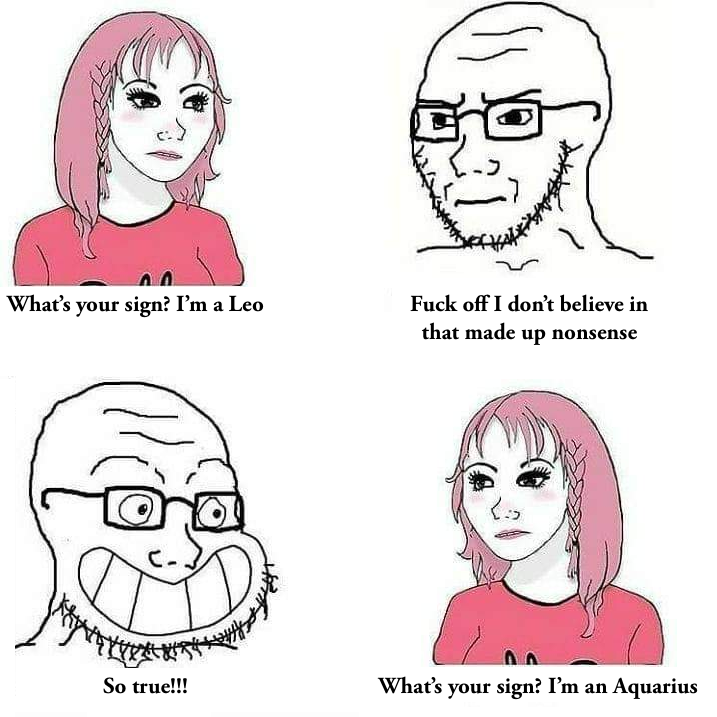 What's your sign? I'm a Leo
Fuck off I don't believe in
that made up nonsense
So true!!!
What's your sign? I'm an Aquarius